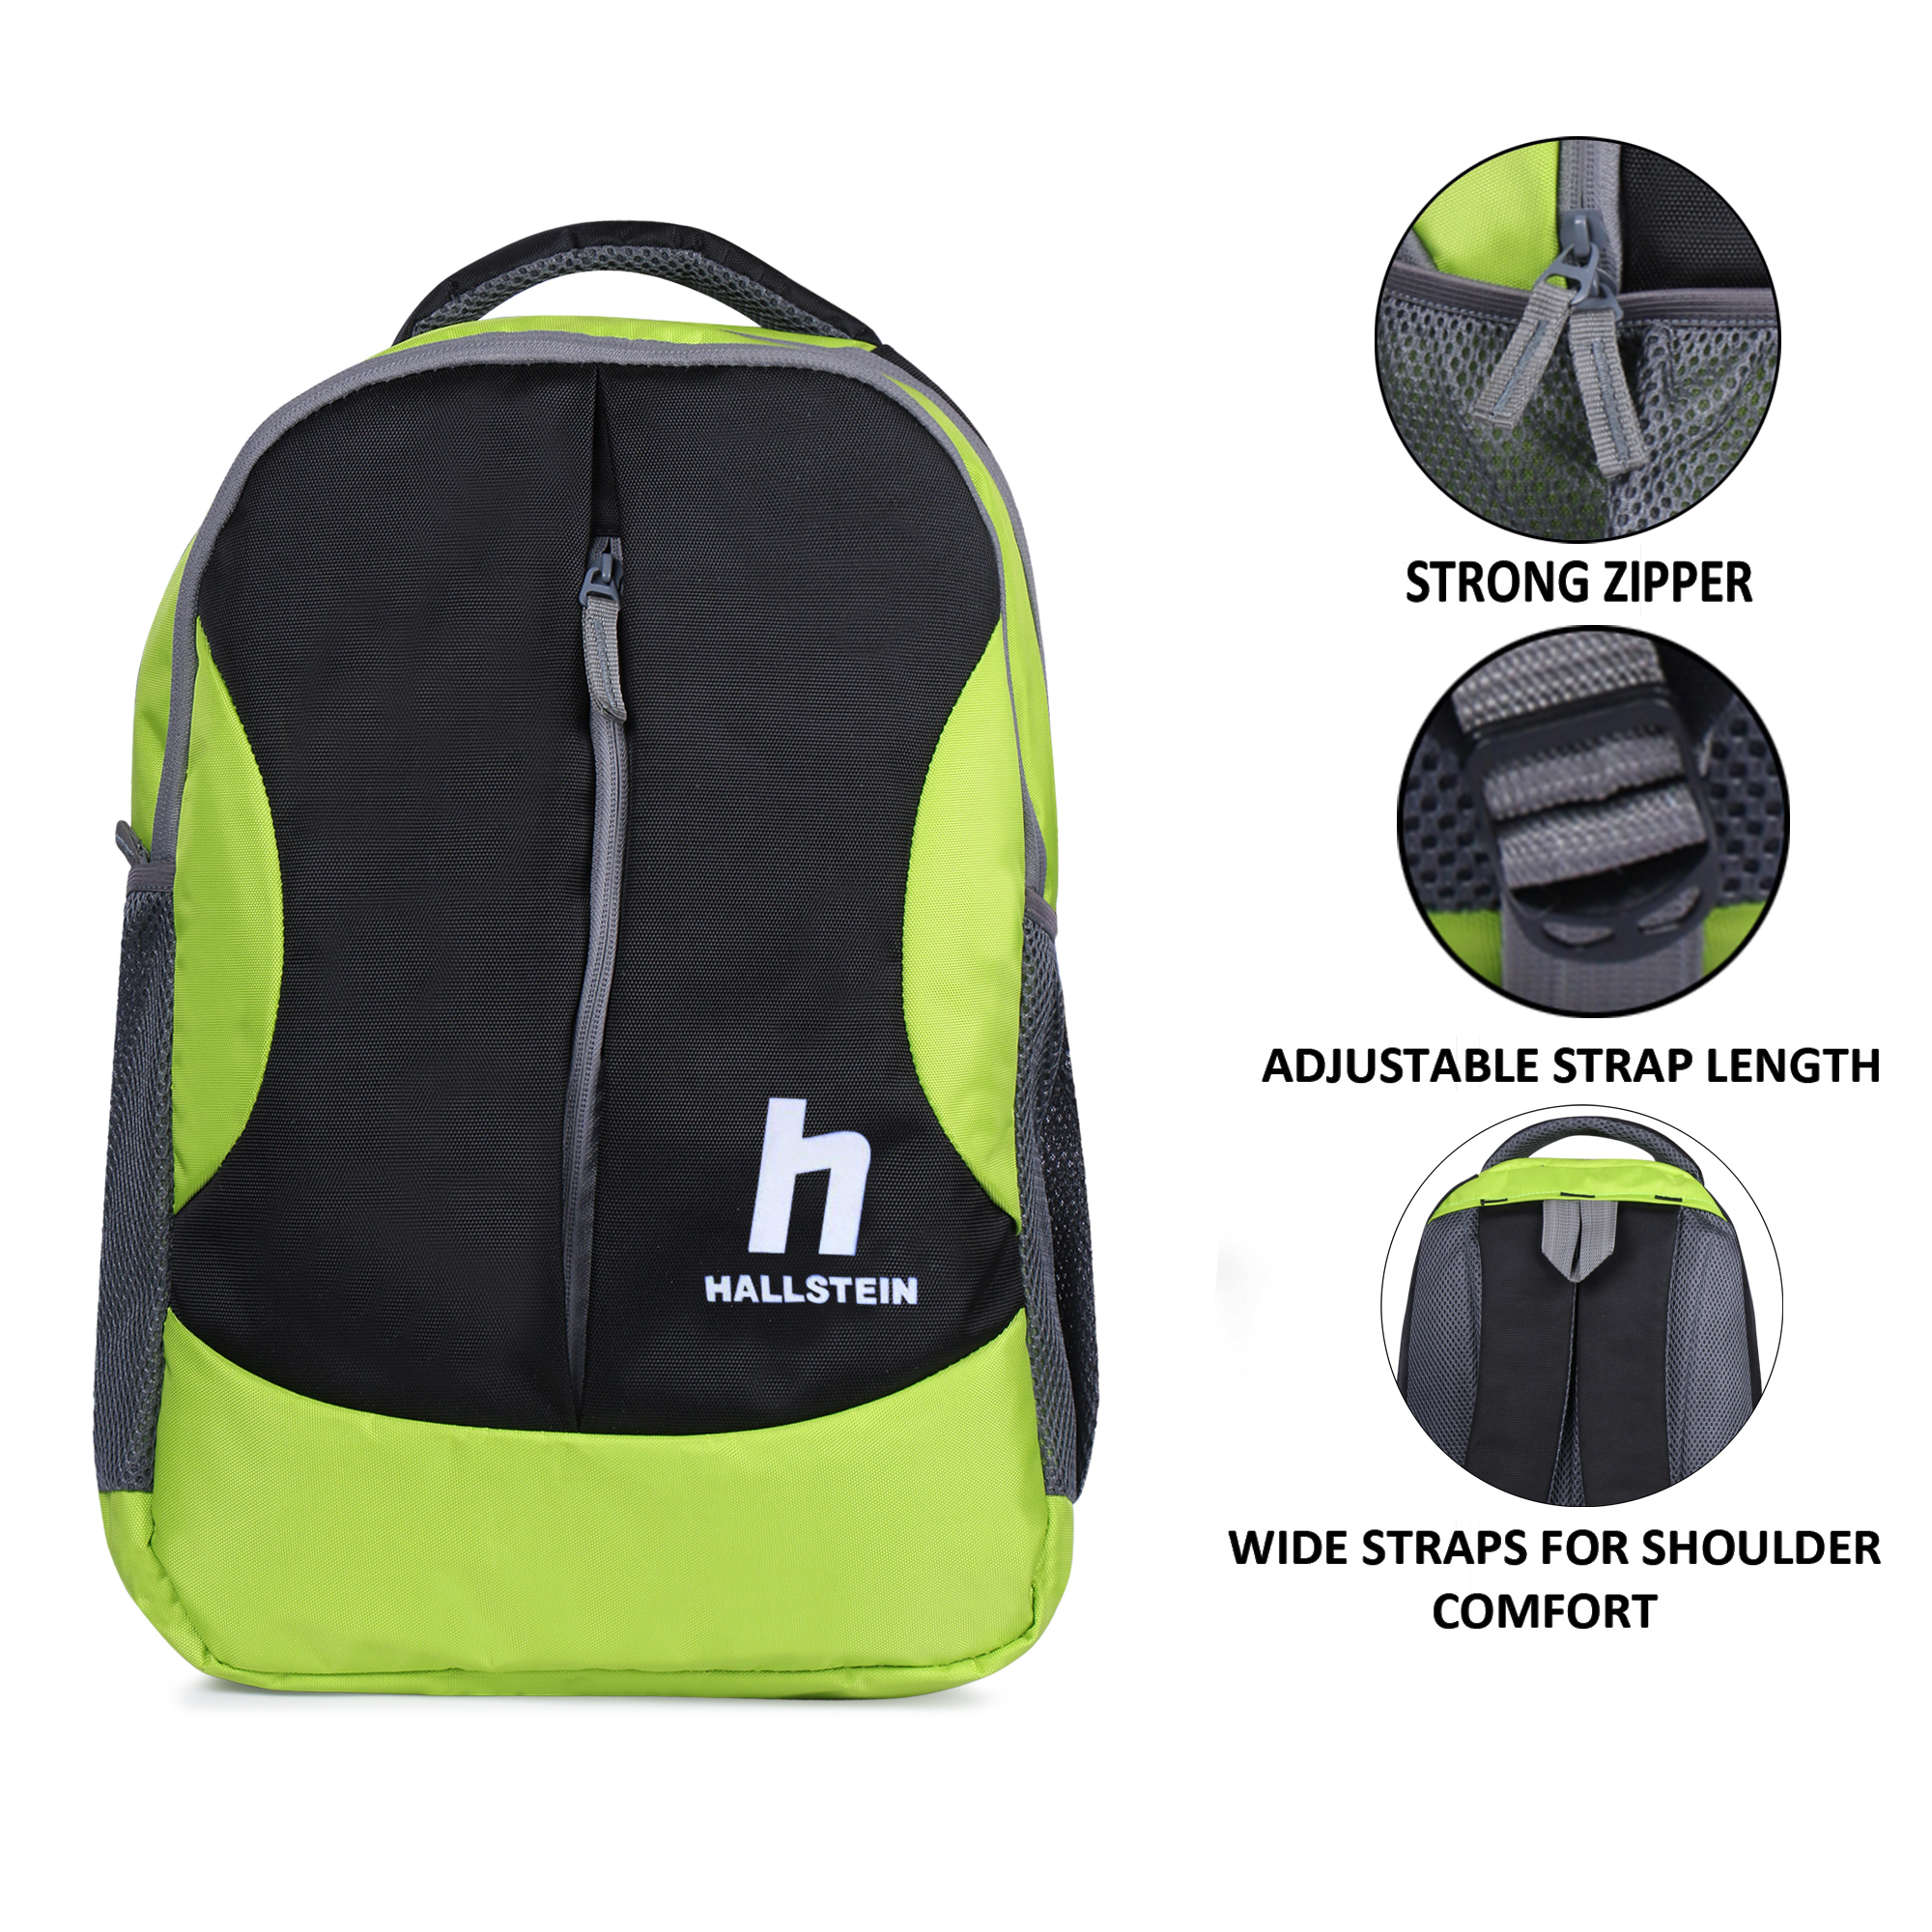 h
HALLSTEIN
STRONG ZIPPER
ADJUSTABLE STRAP LENGTH
WIDE STRAPS FOR SHOULDER
COMFORT